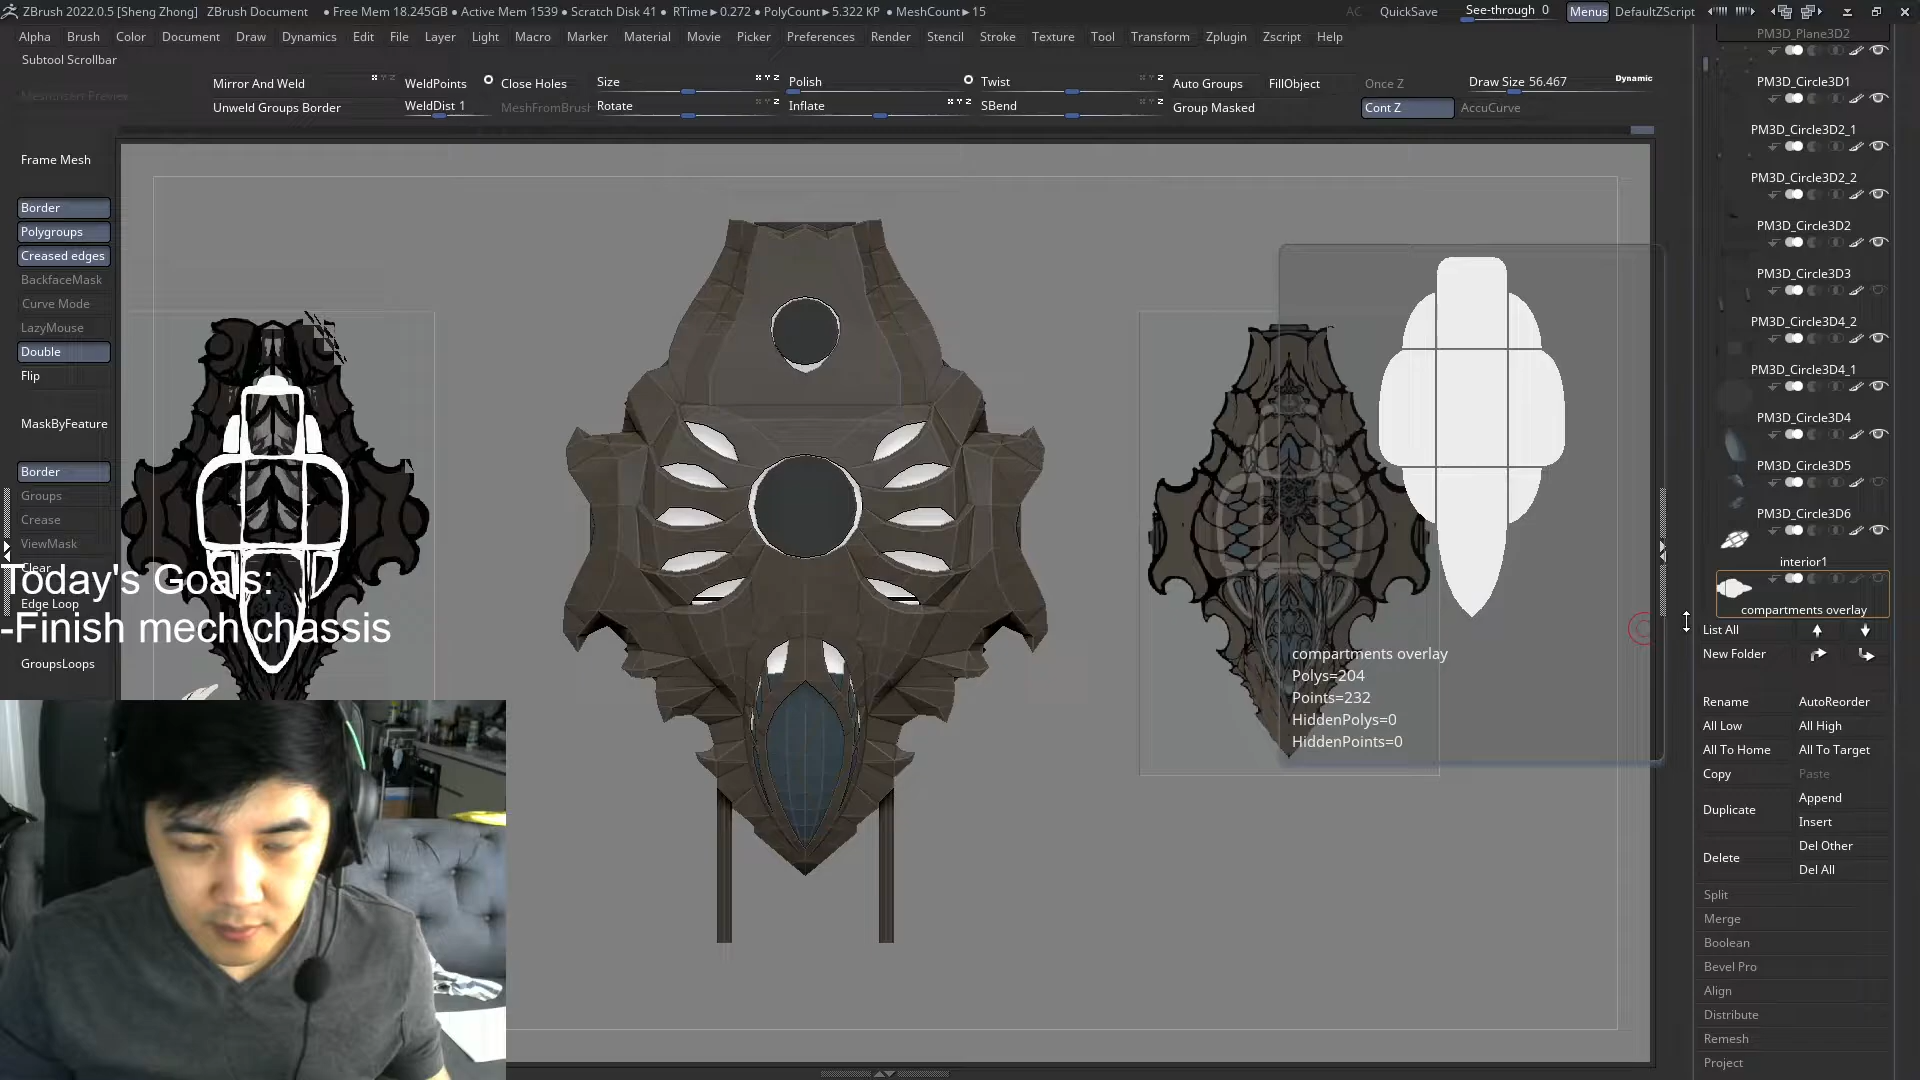 ZBrush 2022.0.5 [Sheng Zhong]   ZBrush Document   ● Free Mem 18.245GB ● Active Mem 1539 ● Scratch Disk 41 ● RTime►0.272 ● PolyCount►5.322 KP ● MeshCount►15   AC QuickSave See-through 0 Menus DefaultZScript
Alpha Brush Color Document Draw Dynamics Edit File Layer Light Macro Marker Material Movie Picker Preferences Render Stencil Stroke Texture Tool Transform Zplugin Zscript Help
Subtool Scrollbar
Mirror And Weld WeldPoints Close Holes Size Polish Twist Auto Groups FillObject Once Z Draw Size 56.467 Dynamic
Unweld Groups Border WeldDist 1 MeshFromBrush Rotate Inflate SBend Group Masked Cont Z AccuCurve
Frame Mesh
Border
Polygroups
Creased edges
BackfaceMask
Curve Mode
LazyMouse
Double
Flip
MaskByFeature
Border
Groups
Crease
ViewMask
Clear
Edge Loop
GroupsLoops
Today's Goals:
-Finish mech chassis
compartments overlay
Polys=204
Points=232
HiddenPolys=0
HiddenPoints=0
PM3D_Plane3D2
PM3D_Circle3D1
PM3D_Circle3D2_1
PM3D_Circle3D2_2
PM3D_Circle3D2
PM3D_Circle3D3
PM3D_Circle3D4_2
PM3D_Circle3D4_1
PM3D_Circle3D4
PM3D_Circle3D5
PM3D_Circle3D6
interior1
compartments overlay
List All
New Folder
Rename AutoReorder
All Low All High
All To Home All To Target
Copy Paste
Append
Duplicate
Insert
Del Other
Delete
Del All
Split
Merge
Boolean
Bevel Pro
Align
Distribute
Remesh
Project